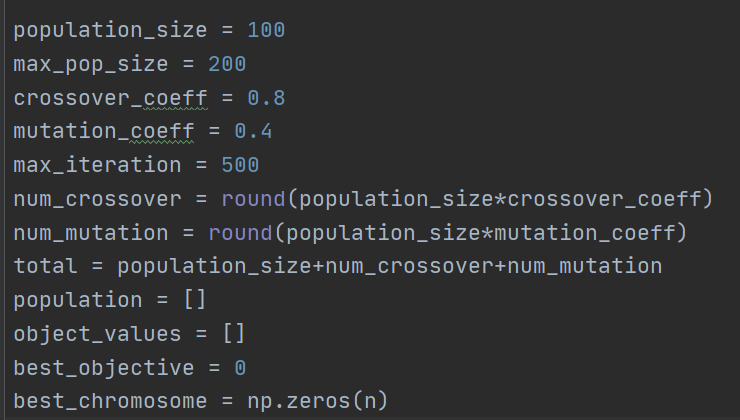 population_size = 100
max_pop_size = 200
crossover_coeff = 0.8
mutation_coeff = 0.4
max_iteration = 500
num_crossover = round(population_size*crossover_coeff)
num_mutation = round(population_size*mutation_coeff)
total = population_size+num_crossover+num_mutation
population = []
object_values = []
best_objective = 0
best_chromosome = np.zeros(n)